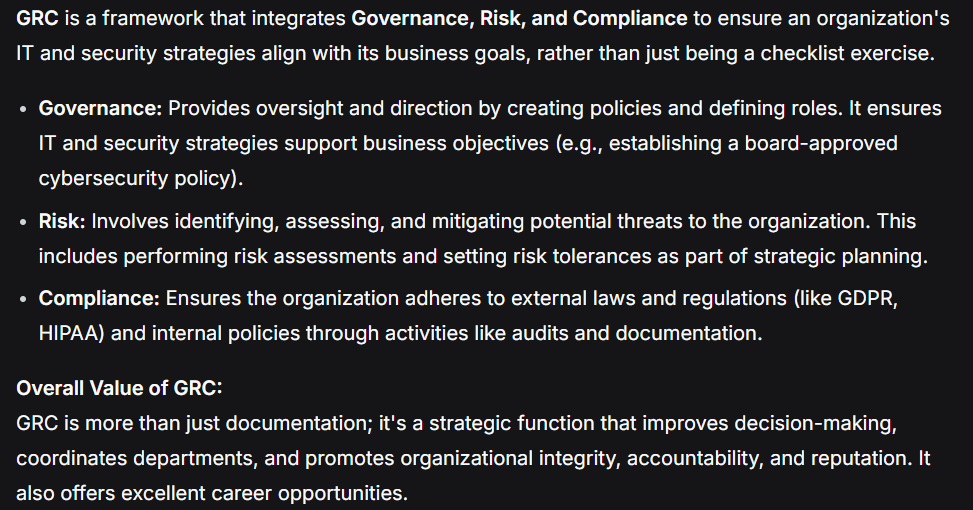 GRC is a framework that integrates Governance, Risk, and Compliance to ensure an organization's
IT and security strategies align with its business goals, rather than just being a checklist exercise.
• Governance: Provides oversight and direction by creating policies and defining roles. It ensures
IT and security strategies support business objectives (e.g., establishing a board-approved
cybersecurity policy).
• Risk: Involves identifying, assessing, and mitigating potential threats to the organization. This
includes performing risk assessments and setting risk tolerances as part of strategic planning.
• Compliance: Ensures the organization adheres to external laws and regulations (like GDPR,
HIPAA) and internal policies through activities like audits and documentation.
Overall Value of GRC:
GRC is more than just documentation; it's a strategic function that improves decision-making,
coordinates departments, and promotes organizational integrity, accountability, and reputation. It
also offers excellent career opportunities.